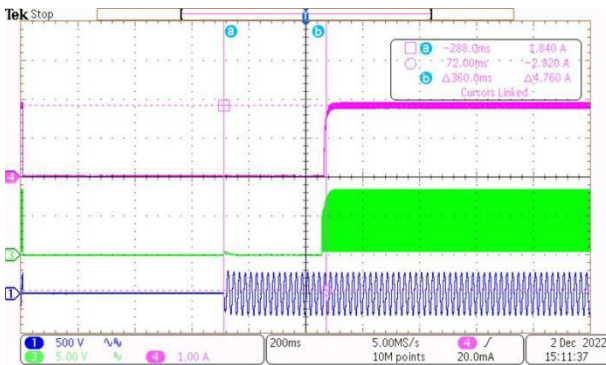 Tek Stop
T
a b
a -288.0ms 1.840 A
b 72.00ms -2.920 A
△360.0ms △4.760 A
Cursors Linked
4
3
1
1 500 V
3 5.00 V 4 1.00 A
200ms 5.00MS/s 4
10M points 20.0mA
2 Dec 2022
15:11:37